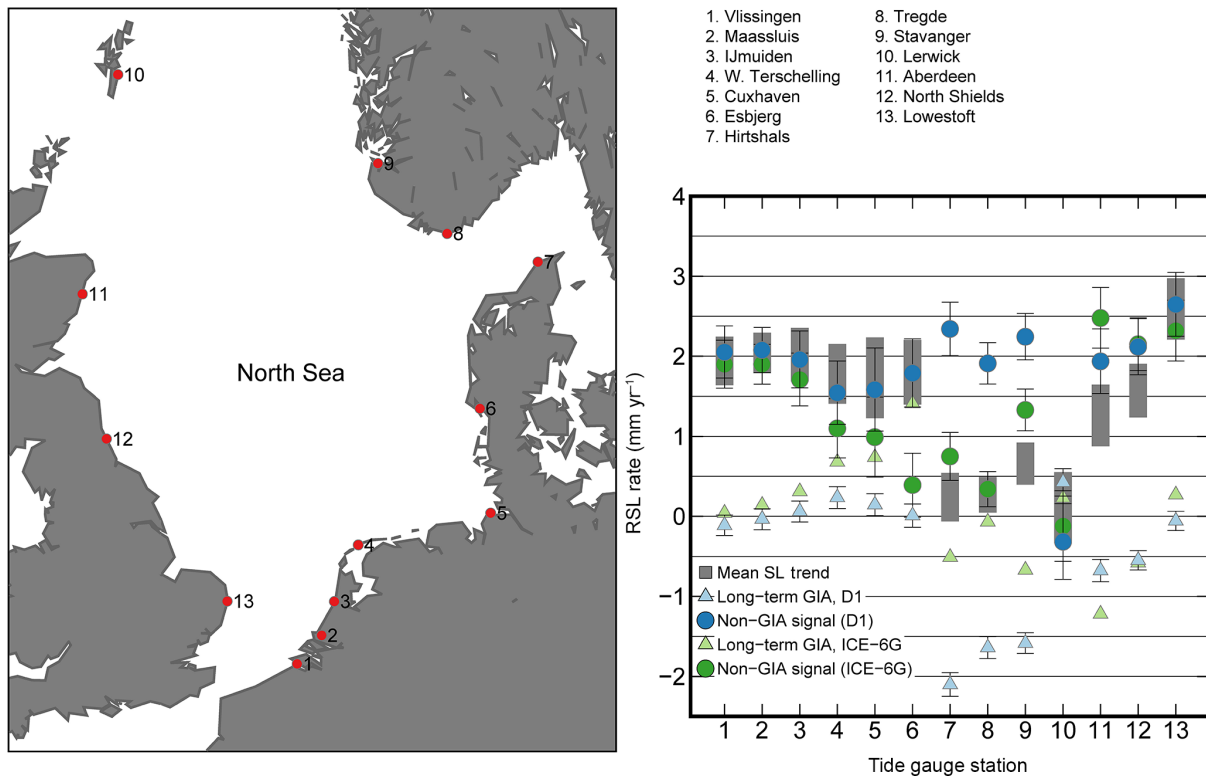 10
9
8
7
11
North Sea
6
12
5
4
13
3
2
1
1. Vlissingen
2. Maassluis
3. IJmuiden
4. W. Terschelling
5. Cuxhaven
6. Esbjerg
7. Hirtshals
8. Tregde
9. Stavanger
10. Lerwick
11. Aberdeen
12. North Shields
13. Lowestoft
RSL rate (mm yr⁻¹)
4
3
2
1
0
−1
−2
Mean SL trend
Long−term GIA, D1
Non−GIA signal (D1)
Long−term GIA, ICE−6G
Non−GIA signal (ICE−6G)
1 2 3 4 5 6 7 8 9 10 11 12 13
Tide gauge station